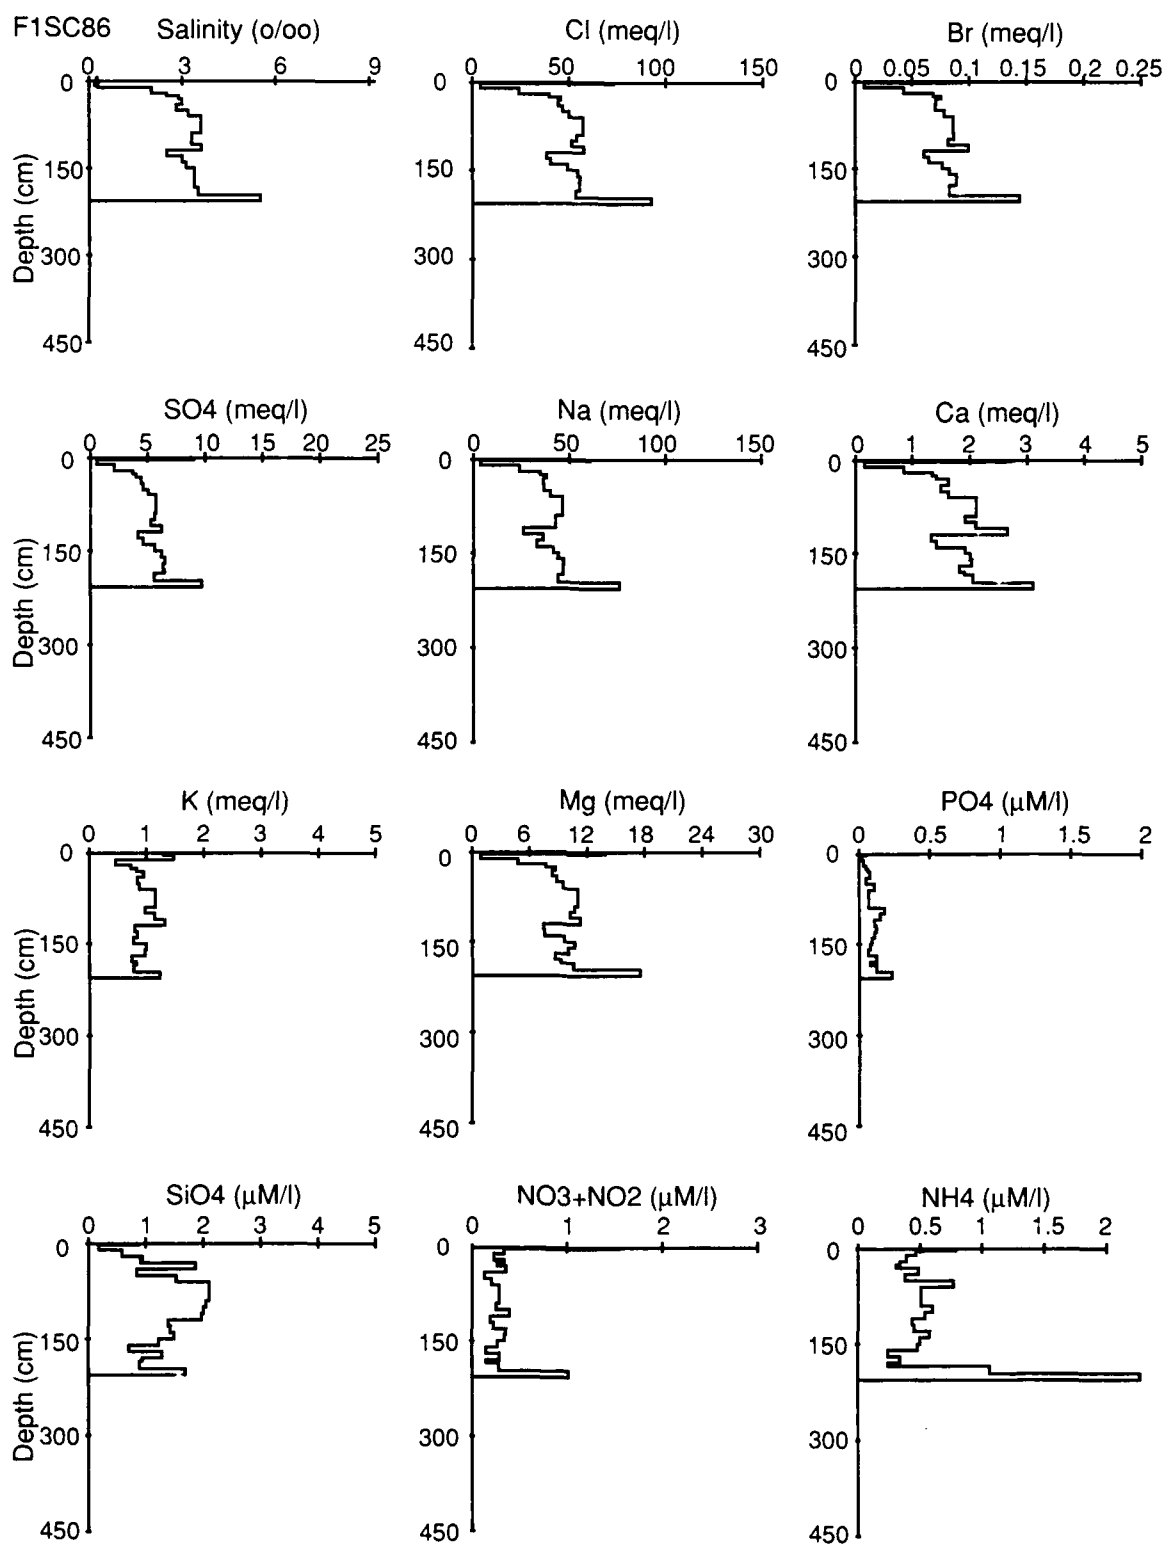 F1SC86 Salinity (o/oo) Cl (meq/l) Br (meq/l)
0 3 6 9 0 50 100 150 0 0.05 0.1 0.15 0.2 0.25
0 0 0
150 150 150
300 300 300
450 450 450
Depth (cm)
SO4 (meq/l) Na (meq/l) Ca (meq/l)
0 5 10 15 20 25 0 50 100 150 0 1 2 3 4 5
0 0 0
150 150 150
300 300 300
450 450 450
Depth (cm)
K (meq/l) Mg (meq/l) PO4 (µM/l)
0 1 2 3 4 5 0 6 12 18 24 30 0 0.5 1 1.5 2
0 0 0
150 150 150
300 300 300
450 450 450
Depth (cm)
SiO4 (µM/l) NO3+NO2 (µM/l) NH4 (µM/l)
0 1 2 3 4 5 0 1 2 3 0 0.5 1 1.5 2
0 0 0
150 150 150
300 300 300
450 450 450
Depth (cm)